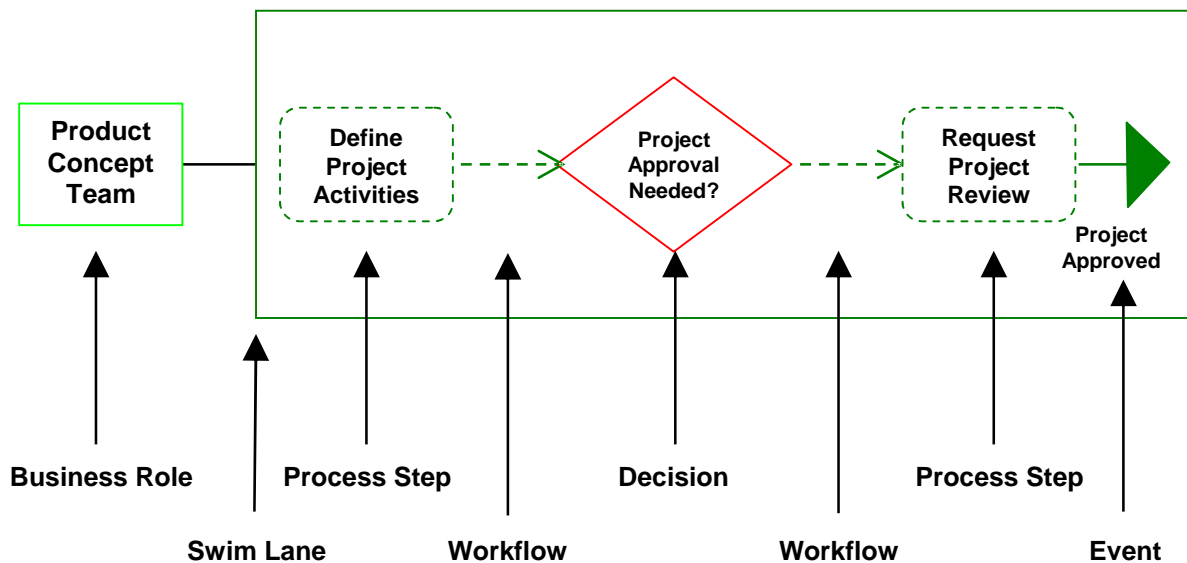 Product
Concept
Team
Define
Project
Activities
Project
Approval
Needed?
Request
Project
Review
Project
Approved
Business Role
Process Step
Decision
Process Step
Swim Lane
Workflow
Workflow
Event